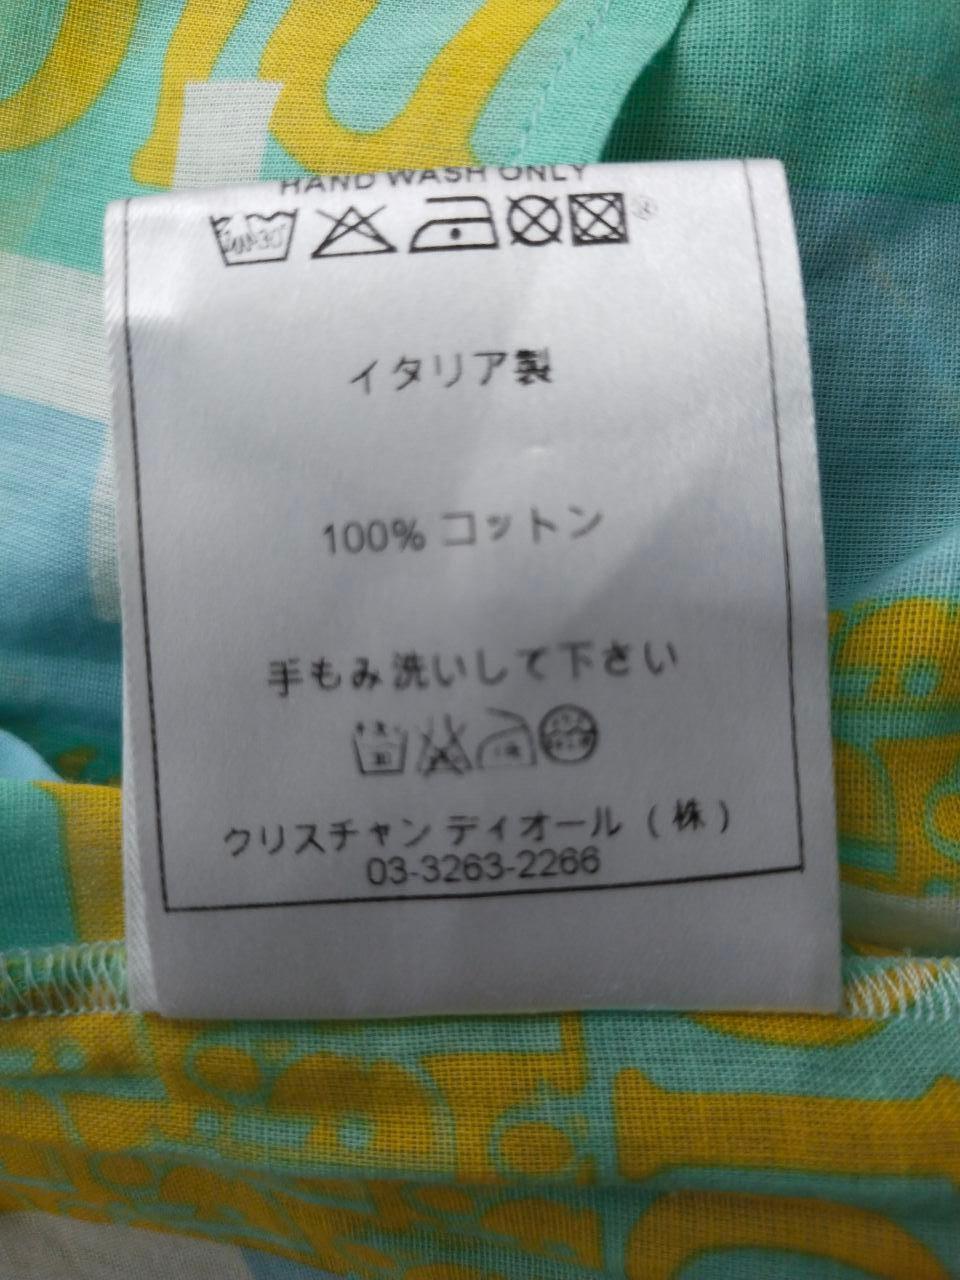 HAND WASH ONLY
イタリア製
100% コットン
手もみ洗いして下さい
クリスチャン ディオール (株)
03-3263-2266